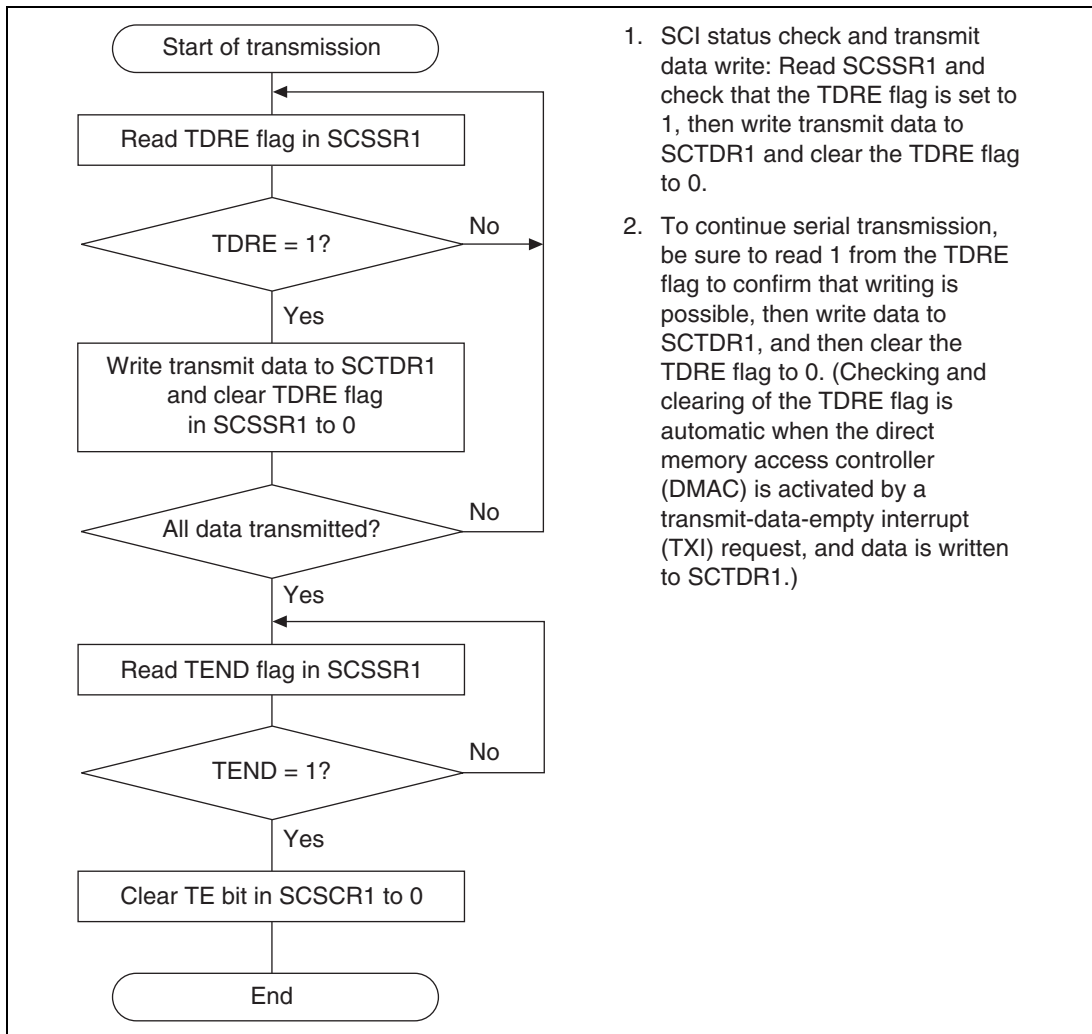 Start of transmission
Read TDRE flag in SCSSR1
TDRE = 1?
No
Yes
Write transmit data to SCTDR1
and clear TDRE flag
in SCSSR1 to 0
All data transmitted?
No
Yes
Read TEND flag in SCSSR1
TEND = 1?
No
Yes
Clear TE bit in SCSCR1 to 0
End
1. SCI status check and transmit
data write: Read SCSSR1 and
check that the TDRE flag is set to
1, then write transmit data to
SCTDR1 and clear the TDRE flag
to 0.
2. To continue serial transmission,
be sure to read 1 from the TDRE
flag to confirm that writing is
possible, then write data to
SCTDR1, and then clear the
TDRE flag to 0. (Checking and
clearing of the TDRE flag is
automatic when the direct
memory access controller
(DMAC) is activated by a
transmit-data-empty interrupt
(TXI) request, and data is written
to SCTDR1.)